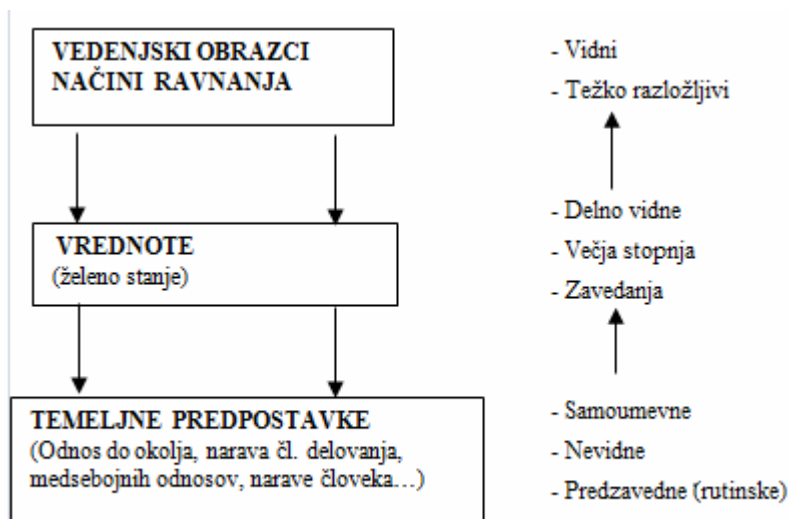 VEDENJSKI OBRAZCI
NAČINI RAVNANJA
- Vidni
- Težko razložljivi
VREDNOTE
(želeno stanje)
- Delno vidne
- Večja stopnja
- Zavedanja
TEMELJNE PREDPOSTAVKE
(Odnos do okolja, narava čl. delovanja,
medsebojnih odnosov, narave človeka…)
- Samoumevne
- Nevidne
- Predzavedne (rutinske)